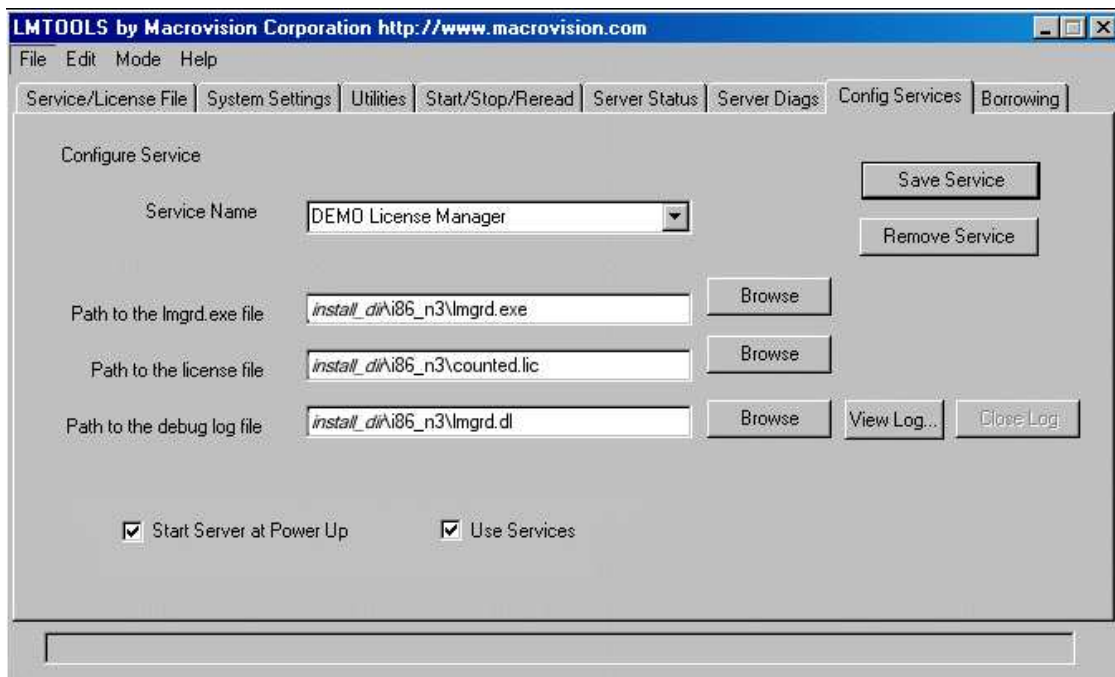 LMTOOLS by Macrovision Corporation http://www.macrovision.com
File Edit Mode Help
Service/License File System Settings Utilities Start/Stop/Reread Server Status Server Diags Config Services Borrowing
Configure Service
Save Service
Service Name DEMO License Manager
Remove Service
Path to the lmgrd.exe file install_dir\i86_n3\lmgrd.exe Browse
Path to the license file install_dir\i86_n3\counted.lic Browse
Path to the debug log file install_dir\i86_n3\lmgrd.dl Browse View Log... Close Log
Start Server at Power Up Use Services